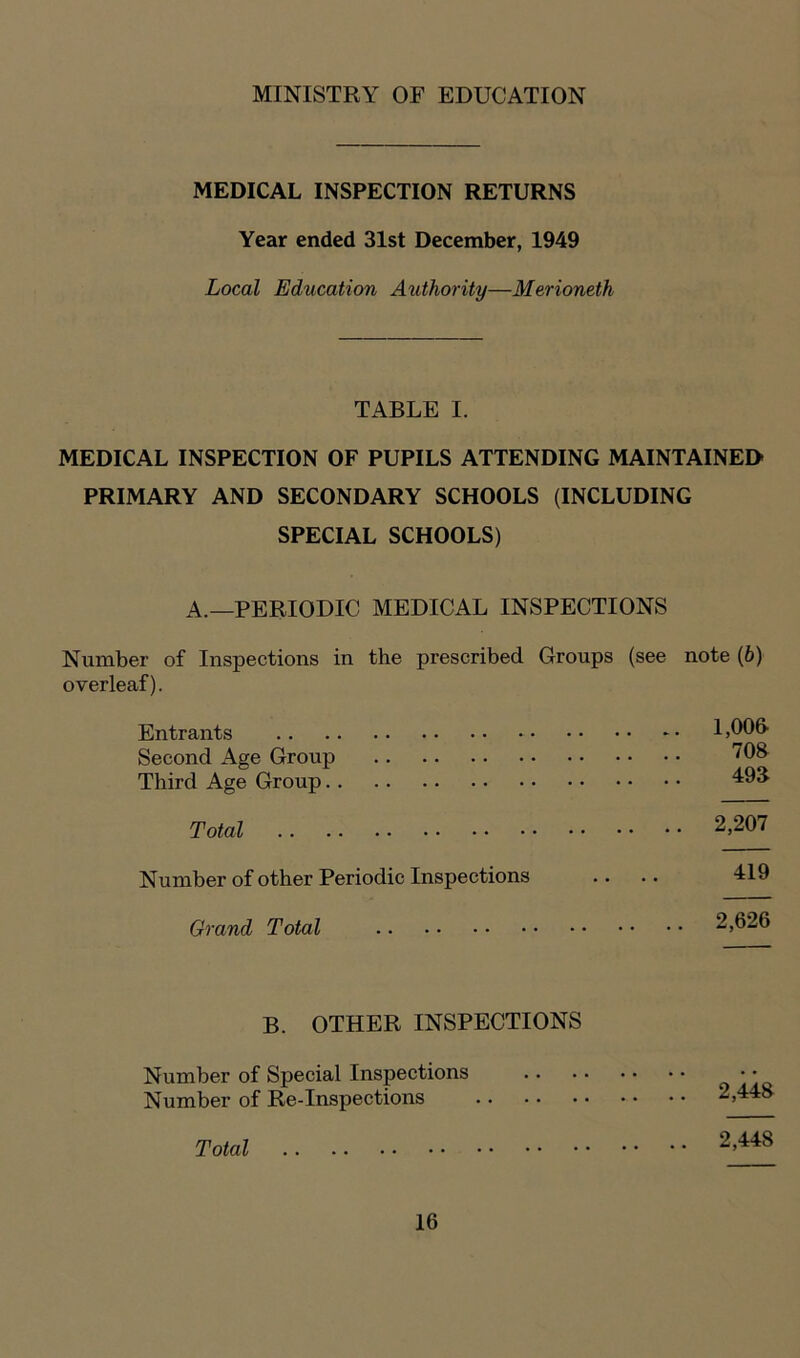 MINISTRY OF EDUCATION
MEDICAL INSPECTION RETURNS
Year ended 31st December, 1949
Local Education Authority—Merioneth
TABLE I.
MEDICAL INSPECTION OF PUPILS ATTENDING MAINTAINED
PRIMARY AND SECONDARY SCHOOLS (INCLUDING
SPECIAL SCHOOLS)
A.—PERIODIC MEDICAL INSPECTIONS
Number of Inspections in the prescribed Groups (see note (b)
overleaf).
Entrants .. .. .. .. .. .. .. .. .. 1,006
Second Age Group .. .. .. .. .. .. .. 708
Third Age Group.. .. .. .. .. .. .. .. 493
Total .. .. .. .. .. .. .. .. .. 2,207
Number of other Periodic Inspections .. .. 419
Grand Total .. .. .. .. .. .. .. 2,626
B. OTHER INSPECTIONS
Number of Special Inspections .. .. .. .. ..
Number of Re-Inspections .. .. .. .. .. 2,448
Total .. .. .. .. .. .. .. .. .. 2,448
16